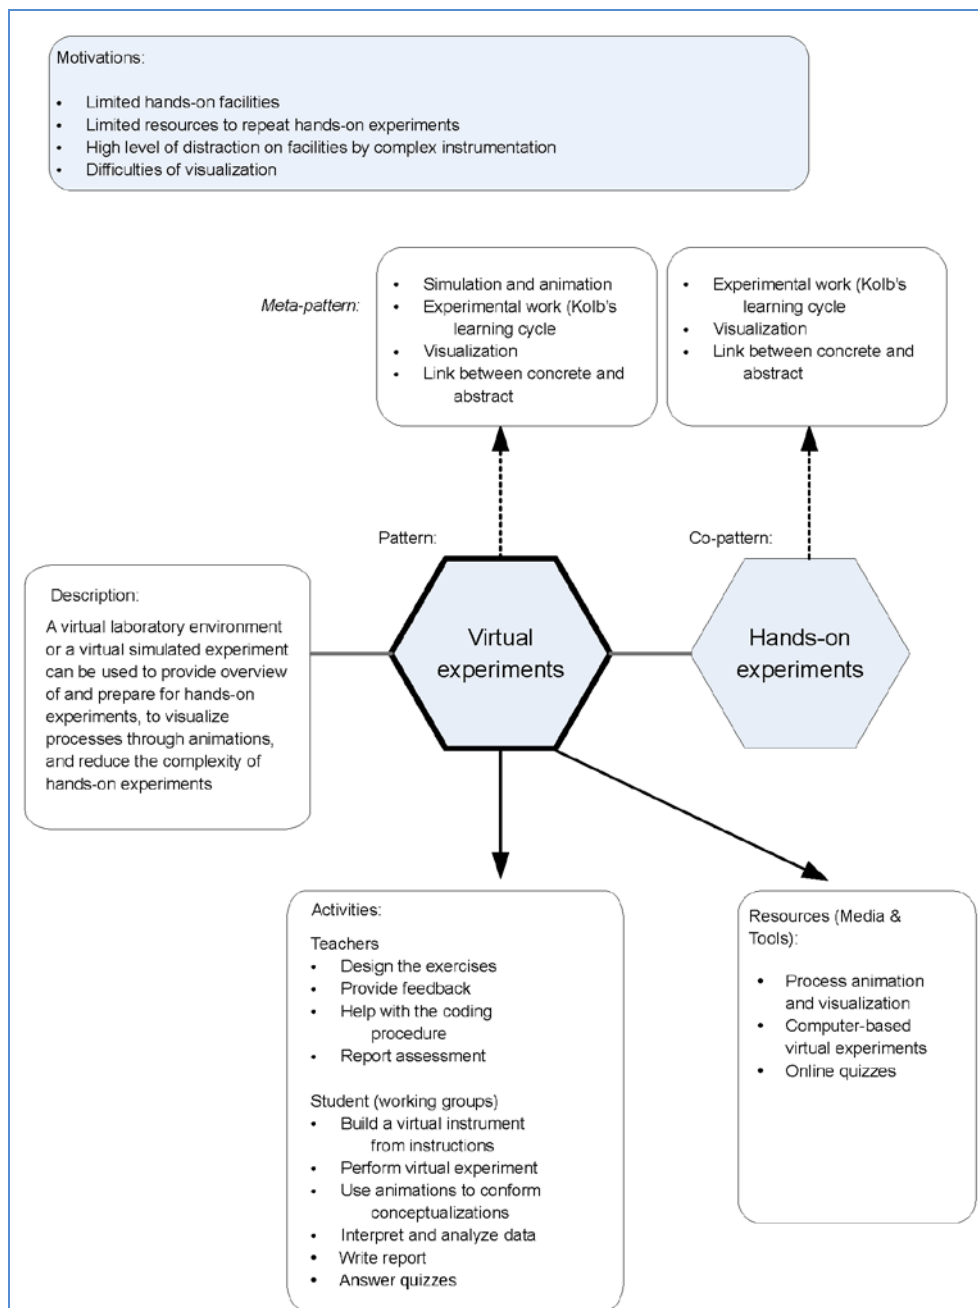 Motivations:
• Limited hands-on facilities
• Limited resources to repeat hands-on experiments
• High level of distraction on facilities by complex instrumentation
• Difficulties of visualization
Meta-pattern:
• Simulation and animation
• Experimental work (Kolb's
learning cycle
• Visualization
• Link between concrete and
abstract
• Experimental work (Kolb's
learning cycle
• Visualization
• Link between concrete and
abstract
Pattern:
Co-pattern:
Description:
A virtual laboratory environment
or a virtual simulated experiment
can be used to provide overview
of and prepare for hands-on
experiments, to visualize
processes through animations,
and reduce the complexity of
hands-on experiments
Virtual
experiments
Hands-on
experiments
Activities:
Teachers
• Design the exercises
• Provide feedback
• Help with the coding
procedure
• Report assessment
Student (working groups)
• Build a virtual instrument
from instructions
• Perform virtual experiment
• Use animations to conform
conceptualizations
• Interpret and analyze data
• Write report
• Answer quizzes
Resources (Media &
Tools):
• Process animation
and visualization
• Computer-based
virtual experiments
• Online quizzes